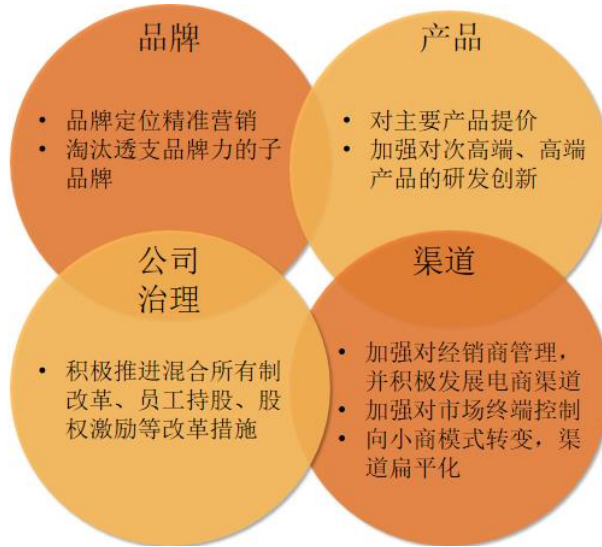 品牌
• 品牌定位精准营销
• 淘汰透支品牌力的子
品牌
产品
• 对主要产品提价
• 加强对次高端、高端
产品的研发创新
公司
治理
• 积极推进混合所有制
改革、员工持股、股
权激励等改革措施
渠道
• 加强对经销商管理，
并积极发展电商渠道
• 加强对市场终端控制
• 向小商模式转变，渠
道扁平化